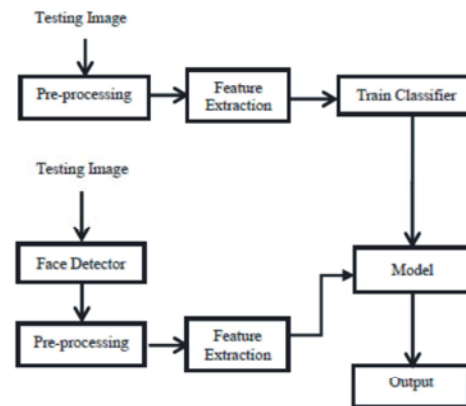 Testing Image
Pre-processing
Feature
Extraction
Train Classifier
Testing Image
Face Detector
Model
Pre-processing
Feature
Extraction
Output